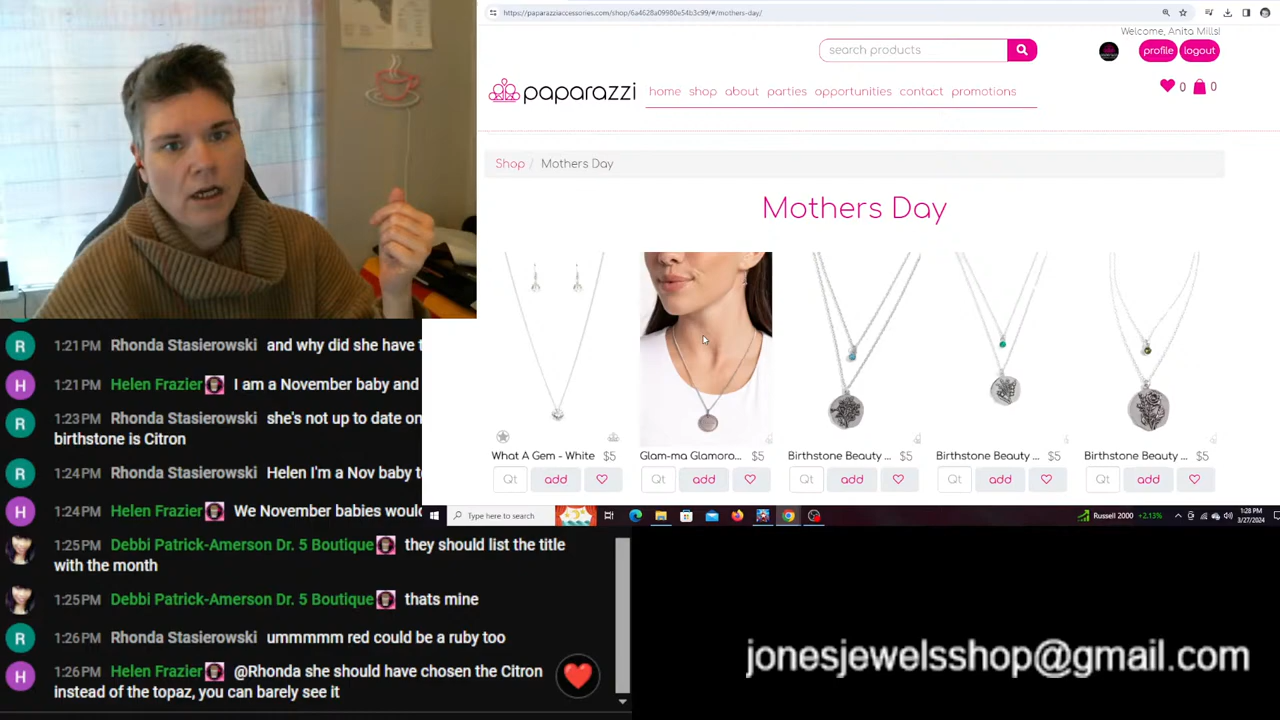 https://paparazziaccessories.com/shop/6a4628a09980e54b3c99/#/mothers-day/
Welcome, Anita Mills!
search products
profile
logout
paparazzi
home
shop
about
parties
opportunities
contact
promotions
0
0
Shop / Mothers Day
Mothers Day
What A Gem - White $5
Glam-ma Glamoro... $5
Birthstone Beauty ... $5
Birthstone Beauty ... $5
Birthstone Beauty ... $5
Qt add
Qt add
Qt add
Qt add
Qt add
Type here to search
Russell 2000 +2.13%
1:28 PM
3/27/2024
R 1:21 PM Rhonda Stasierowski and why did she have t
H 1:21 PM Helen Frazier I am a November baby and
R 1:23 PM Rhonda Stasierowski she's not up to date on
birthstone is Citron
R 1:24 PM Rhonda Stasierowski Helen I'm a Nov baby t
H 1:24 PM Helen Frazier We November babies would
1:25 PM Debbi Patrick-Amerson Dr. 5 Boutique they should list the title
with the month
1:25 PM Debbi Patrick-Amerson Dr. 5 Boutique thats mine
R 1:26 PM Rhonda Stasierowski ummmmm red could be a ruby too
H 1:26 PM Helen Frazier @Rhonda she should have chosen the Citron
instead of the topaz, you can barely see it
jonesjewelsshop@gmail.com